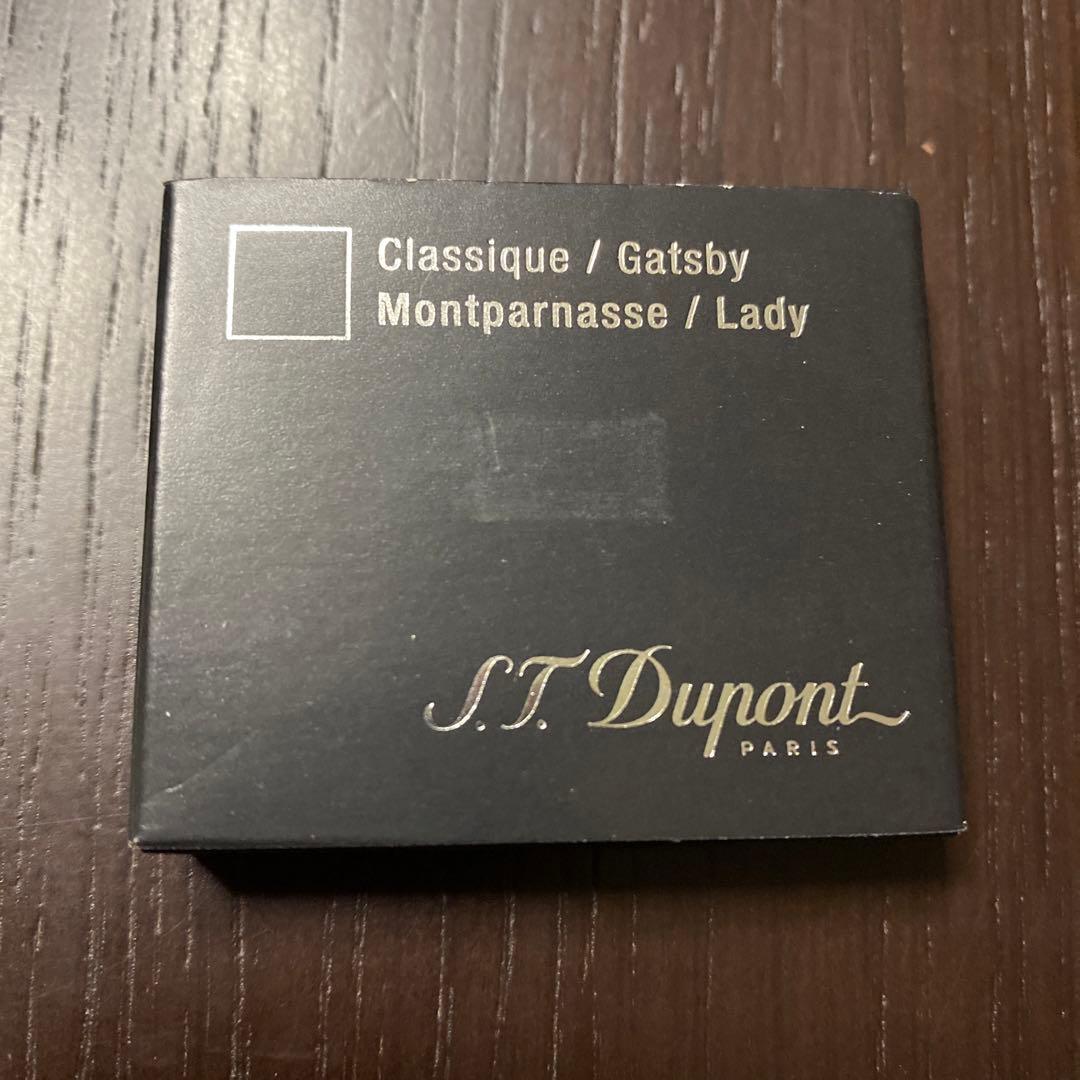 Classique / Gatsby
Montparnasse / Lady
S.T. Dupont
PARIS